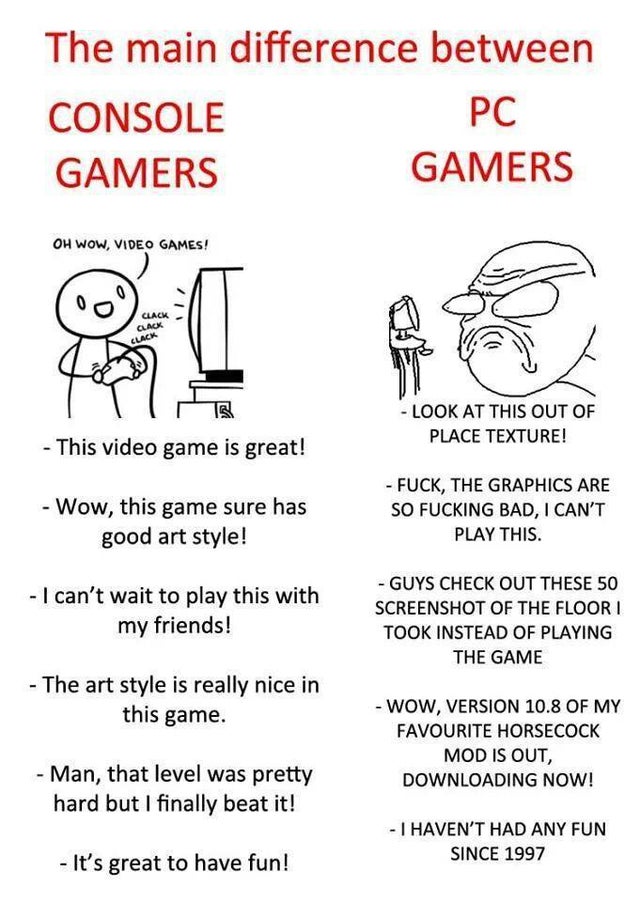 The main difference between
CONSOLE
GAMERS
OH WOW, VIDEO GAMES!
CLACK
CLACK
CLACK
- This video game is great!
- Wow, this game sure has
good art style!
- I can't wait to play this with
my friends!
- The art style is really nice in
this game.
- Man, that level was pretty
hard but I finally beat it!
- It's great to have fun!
PC
GAMERS
- LOOK AT THIS OUT OF
PLACE TEXTURE!
- FUCK, THE GRAPHICS ARE
SO FUCKING BAD, I CAN'T
PLAY THIS.
- GUYS CHECK OUT THESE 50
SCREENSHOT OF THE FLOOR I
TOOK INSTEAD OF PLAYING
THE GAME
- WOW, VERSION 10.8 OF MY
FAVOURITE HORSECOCK
MOD IS OUT,
DOWNLOADING NOW!
- I HAVEN'T HAD ANY FUN
SINCE 1997